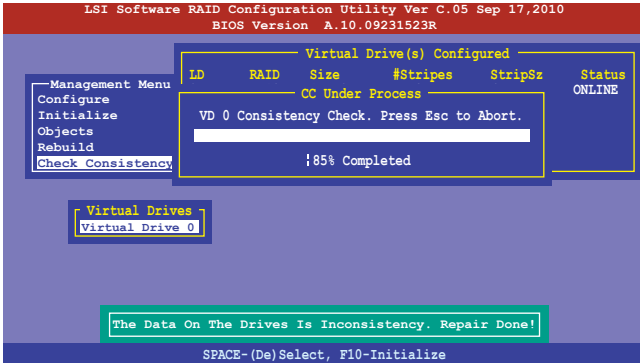 LSI Software RAID Configuration Utility Ver C.05 Sep 17,2010
BIOS Version A.10.09231523R
Virtual Drive(s) Configured
LD RAID Size #Stripes StripSz Status
ONLINE
Management Menu
Configure
Initialize
Objects
Rebuild
Check Consistency
CC Under Process
VD 0 Consistency Check. Press Esc to Abort.
85% Completed
Virtual Drives
Virtual Drive 0
The Data On The Drives Is Inconsistency. Repair Done!
SPACE-(De)Select, F10-Initialize